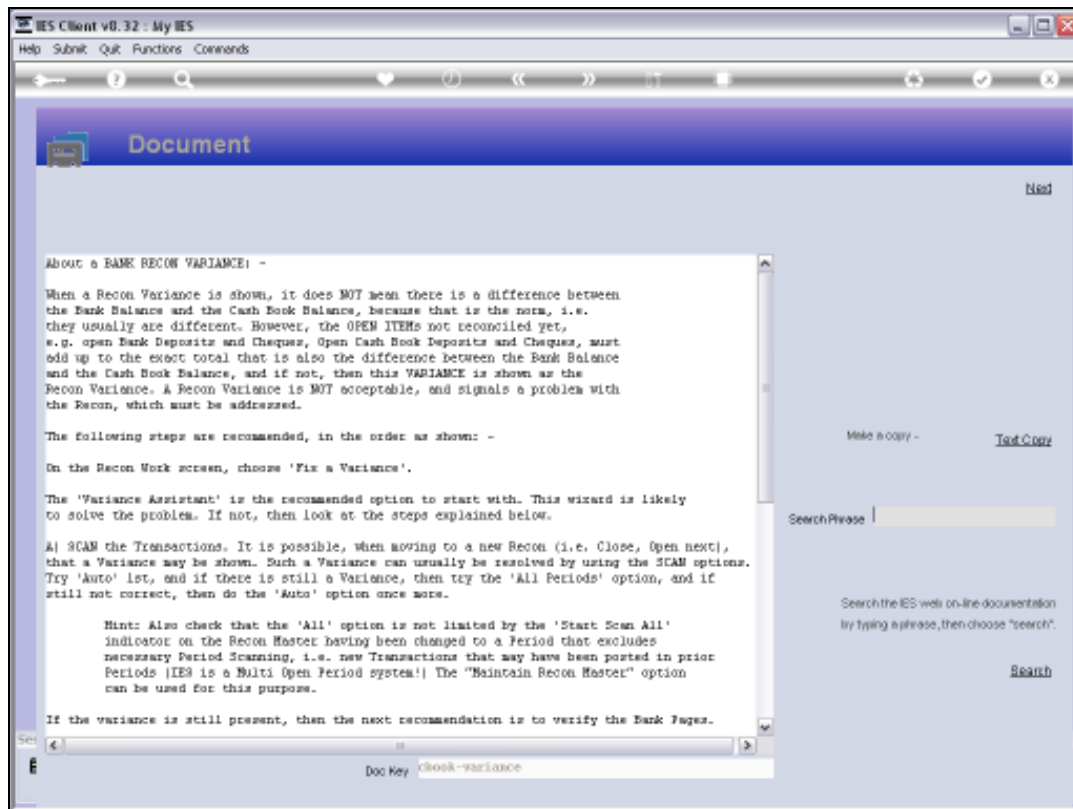 IES Client v8.32 : My IES
Help Submit Quit Functions Commands
Document
Next
About a BANK RECON VARIANCE: -
When a Recon Variance is shown, it does NOT mean there is a difference between
the Bank Balance and the Cash Book Balance, because that is the norm, i.e.
they usually are different. However, the OPEN ITEMs not reconciled yet,
e.g. open Bank Deposits and Cheques, Open Cash Book Deposits and Cheques, must
add up to the exact total that is also the difference between the Bank Balance
and the Cash Book Balance, and if not, then this VARIANCE is shown as the
Recon Variance. A Recon Variance is NOT acceptable, and signals a problem with
the Recon, which must be addressed.
The following steps are recommended, in the order as shown: -
On the Recon Work screen, choose 'Fix a Variance'.
The 'Variance Assistant' is the recommended option to start with. This wizard is likely
to solve the problem. If not, then look at the steps explained below.
A) SCAN the Transactions. It is possible, when moving to a new Recon (i.e. Close, Open next),
that a Variance may be shown. Such a Variance can usually be resolved by using the SCAN options.
Try 'Auto' 1st, and if there is still a Variance, then try the 'All Periods' option, and if
still not correct, then do the 'Auto' option once more.
Hint: Also check that the 'All' option is not limited by the 'Start Scan All'
indicator on the Recon Master having been changed to a Period that excludes
necessary Period Scanning, i.e. new Transactions that may have been posted in prior
Periods (IES is a Multi Open Period system!) The "Maintain Recon Master" option
can be used for this purpose.
If the variance is still present, then the next recommendation is to verify the Bank Pages.
Make a copy -
Text Copy
Search Phrase
Search the IES web on-line documentation
by typing a phrase, then choose "search".
Search
Doc Key cbook-variance